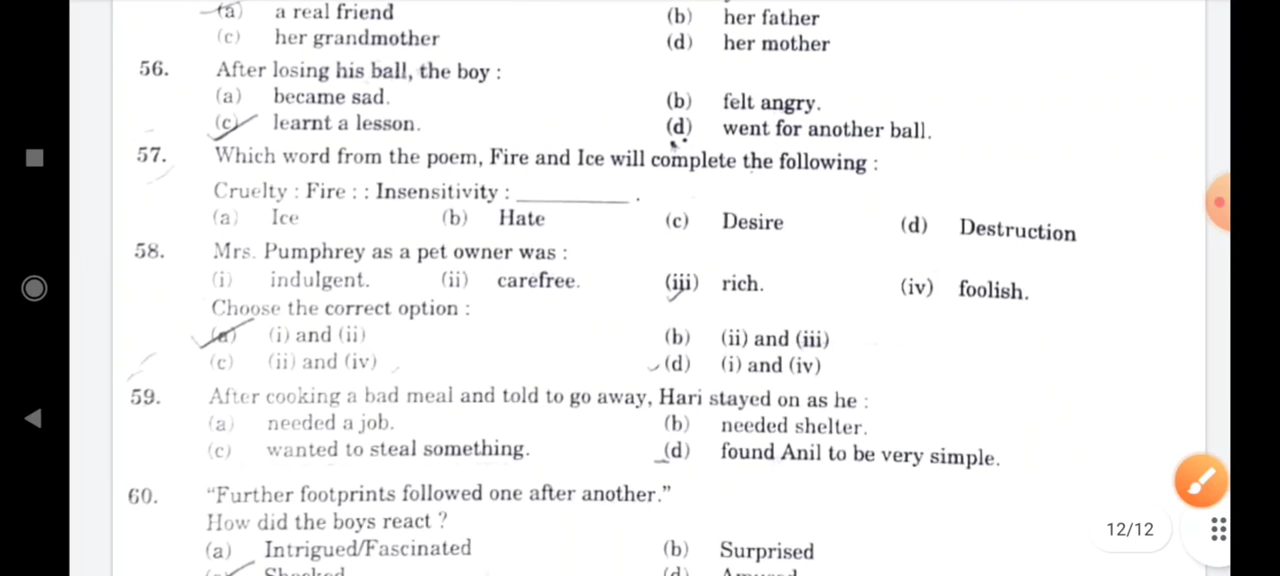 (a) a real friend (b) her father
(c) her grandmother (d) her mother
56. After losing his ball, the boy :
(a) became sad. (b) felt angry.
(c) learnt a lesson. (d) went for another ball.
57. Which word from the poem, Fire and Ice will complete the following :
Cruelty : Fire : : Insensitivity : __________ .
(a) Ice (b) Hate (c) Desire (d) Destruction
58. Mrs. Pumphrey as a pet owner was :
(i) indulgent. (ii) carefree. (iii) rich. (iv) foolish.
Choose the correct option :
(a) (i) and (ii) (b) (ii) and (iii)
(c) (ii) and (iv) (d) (i) and (iv)
59. After cooking a bad meal and told to go away, Hari stayed on as he :
(a) needed a job. (b) needed shelter.
(c) wanted to steal something. (d) found Anil to be very simple.
60. “Further footprints followed one after another.”
How did the boys react ?
12/12
(a) Intrigued/Fascinated (b) Surprised
Shocked (d) Amused